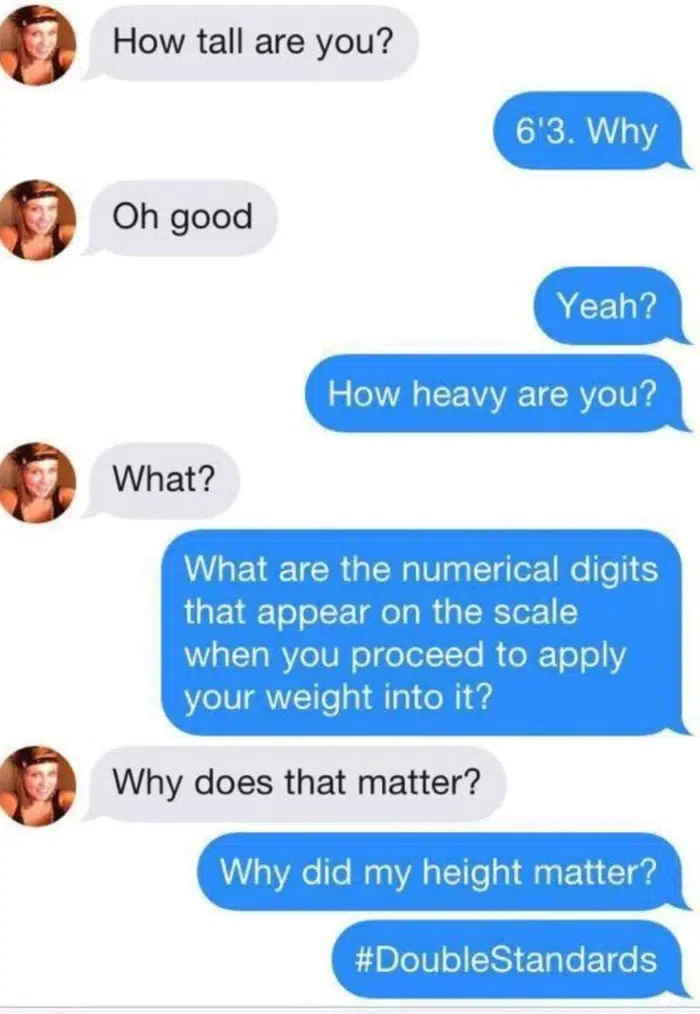 How tall are you?
6'3. Why
Oh good
Yeah?
How heavy are you?
What?
What are the numerical digits
that appear on the scale
when you proceed to apply
your weight into it?
Why does that matter?
Why did my height matter?
#DoubleStandards